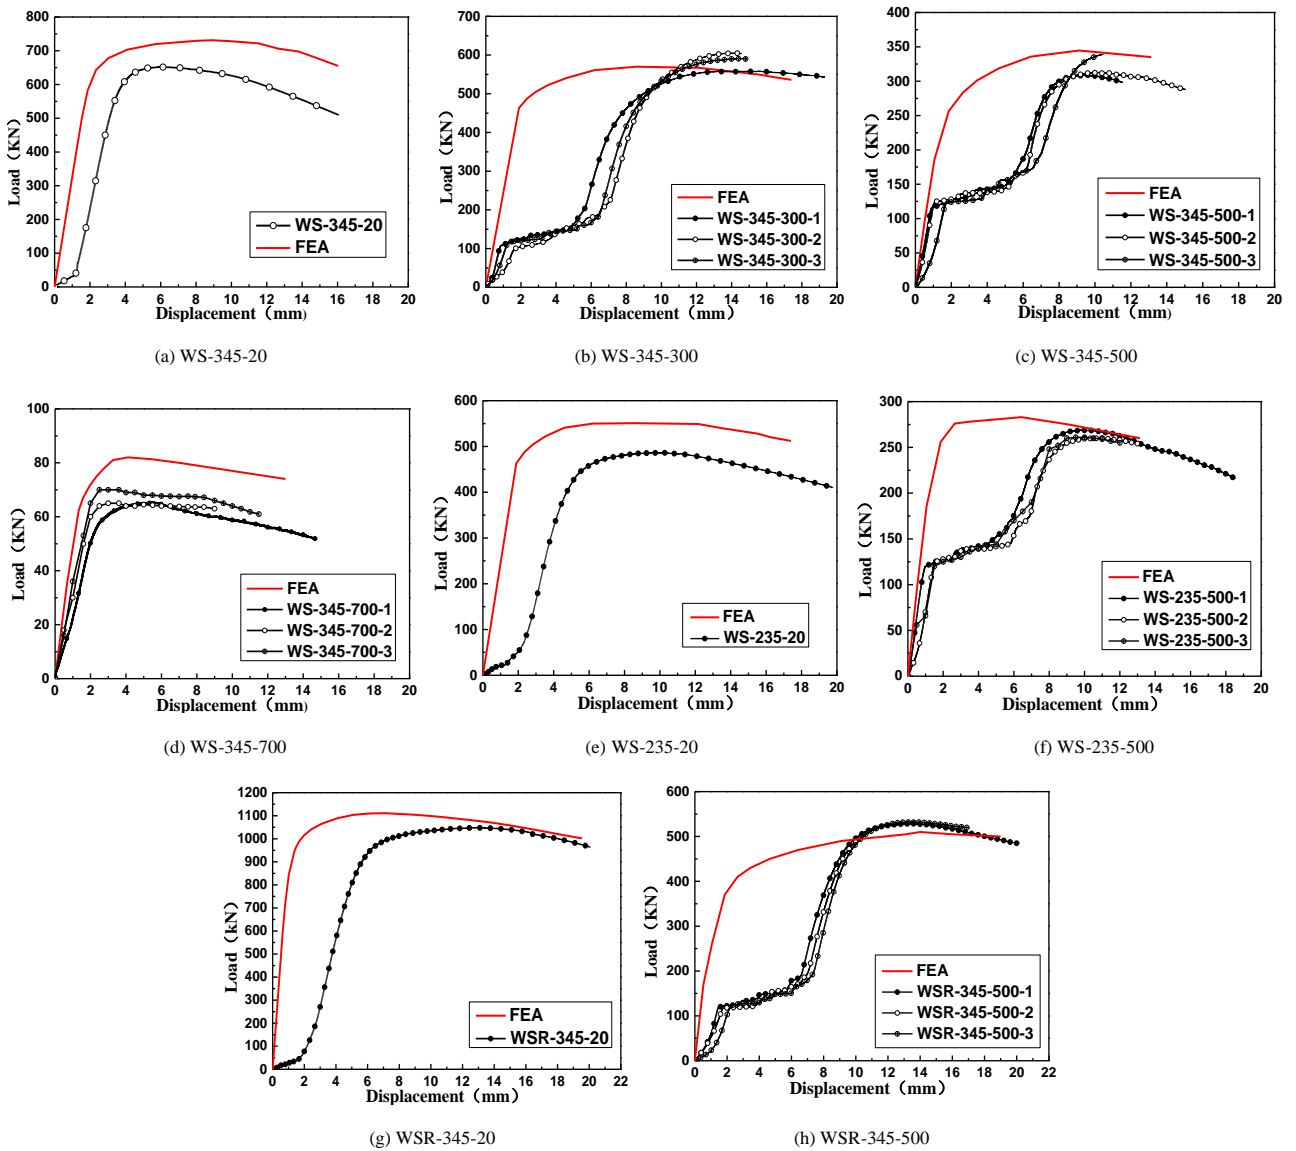 800
700
600
500
400
300
200
100
0
Load (KN)
WS-345-20
FEA
0 2 4 6 8 10 12 14 16 18 20
Displacement (mm)
(a) WS-345-20
700
600
500
400
300
200
100
0
Load (KN)
FEA
WS-345-300-1
WS-345-300-2
WS-345-300-3
0 2 4 6 8 10 12 14 16 18 20
Displacement (mm)
(b) WS-345-300
400
350
300
250
200
150
100
50
0
Load (KN)
FEA
WS-345-500-1
WS-345-500-2
WS-345-500-3
0 2 4 6 8 10 12 14 16 18 20
Displacement (mm)
(c) WS-345-500
100
80
60
40
20
0
Load (KN)
FEA
WS-345-700-1
WS-345-700-2
WS-345-700-3
0 2 4 6 8 10 12 14 16 18 20
Displacement (mm)
(d) WS-345-700
600
500
400
300
200
100
0
Load (KN)
FEA
WS-235-20
0 2 4 6 8 10 12 14 16 18 20
Displacement (mm)
(e) WS-235-20
300
250
200
150
100
50
0
Load (KN)
FEA
WS-235-500-1
WS-235-500-2
WS-235-500-3
0 2 4 6 8 10 12 14 16 18 20
Displacement (mm)
(f) WS-235-500
1200
1100
1000
900
800
700
600
500
400
300
200
100
0
Load (kN)
FEA
WSR-345-20
0 2 4 6 8 10 12 14 16 18 20 22
Displacement (mm)
(g) WSR-345-20
600
500
400
300
200
100
0
Load (kN)
FEA
WSR-345-500-1
WSR-345-500-2
WSR-345-500-3
0 2 4 6 8 10 12 14 16 18 20 22
Displacement (mm)
(h) WSR-345-500